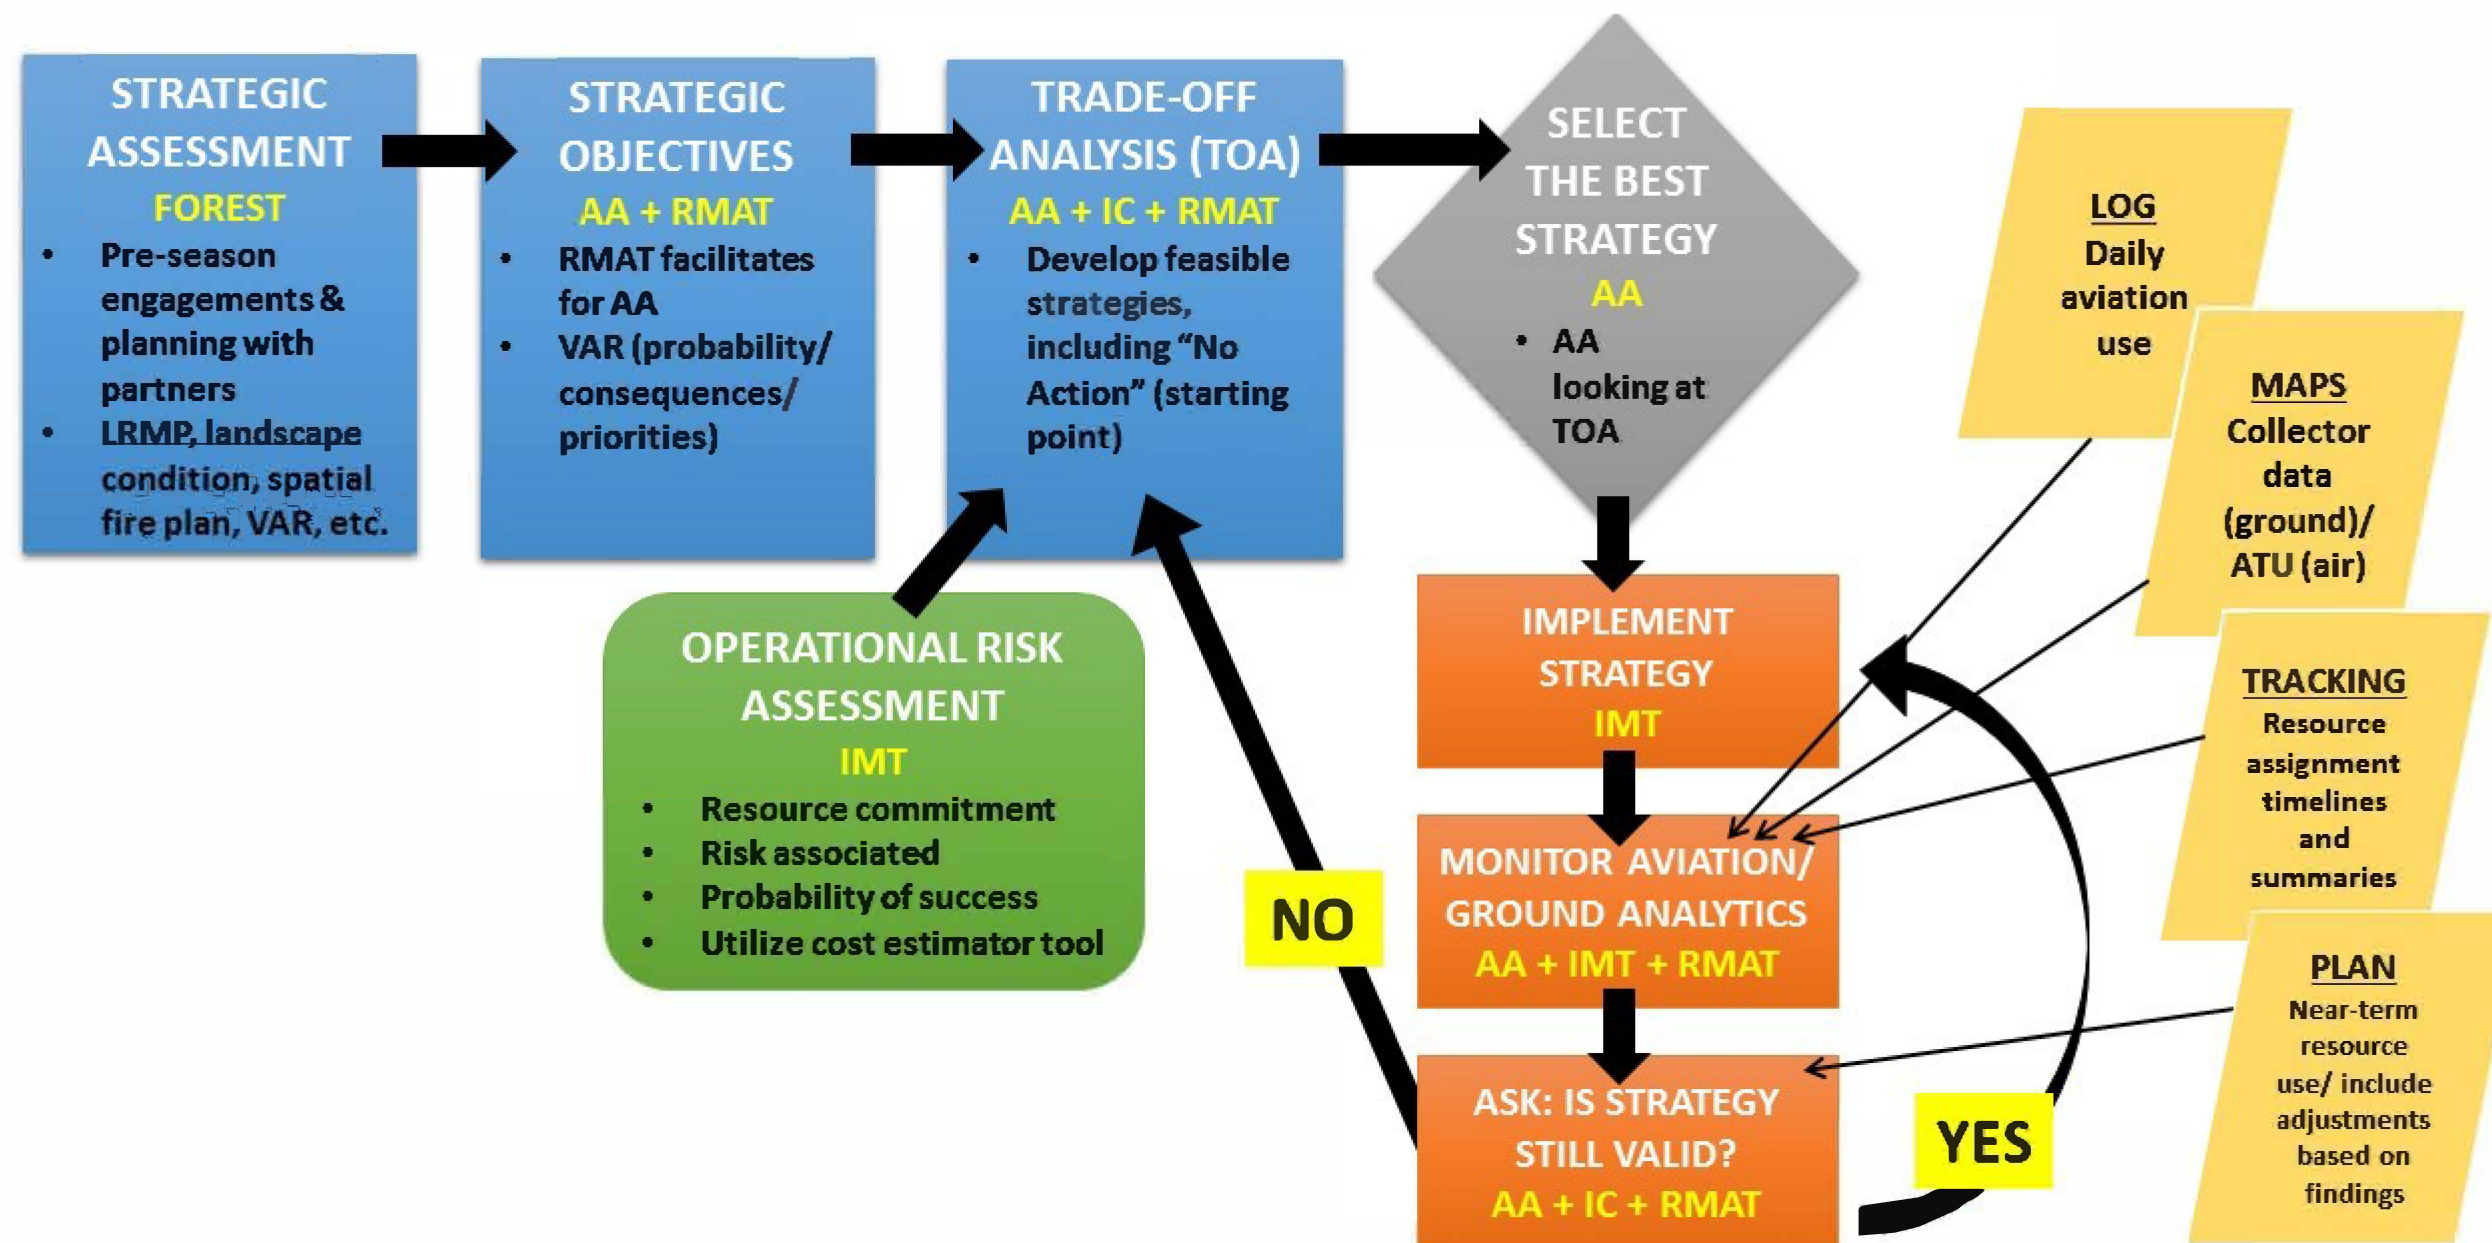 STRATEGIC
ASSESSMENT
FOREST
• Pre-season
engagements &
planning with
partners
• LRMP, landscape
condition, spatial
fire plan, VAR, etc.
STRATEGIC
OBJECTIVES
AA + RMAT
• RMAT facilitates
for AA
• VAR (probability/
consequences/
priorities)
TRADE-OFF
ANALYSIS (TOA)
AA + IC + RMAT
• Develop feasible
strategies,
including “No
Action” (starting
point)
SELECT
THE BEST
STRATEGY
AA
• AA
looking at
TOA
OPERATIONAL RISK
ASSESSMENT
IMT
• Resource commitment
• Risk associated
• Probability of success
• Utilize cost estimator tool
IMPLEMENT
STRATEGY
IMT
MONITOR AVIATION/
GROUND ANALYTICS
AA + IMT + RMAT
ASK: IS STRATEGY
STILL VALID?
AA + IC + RMAT
NO
YES
LOG
Daily
aviation
use
MAPS
Collector
data
(ground)/
ATU (air)
TRACKING
Resource
assignment
timelines
and
summaries
PLAN
Near-term
resource
use/ include
adjustments
based on
findings